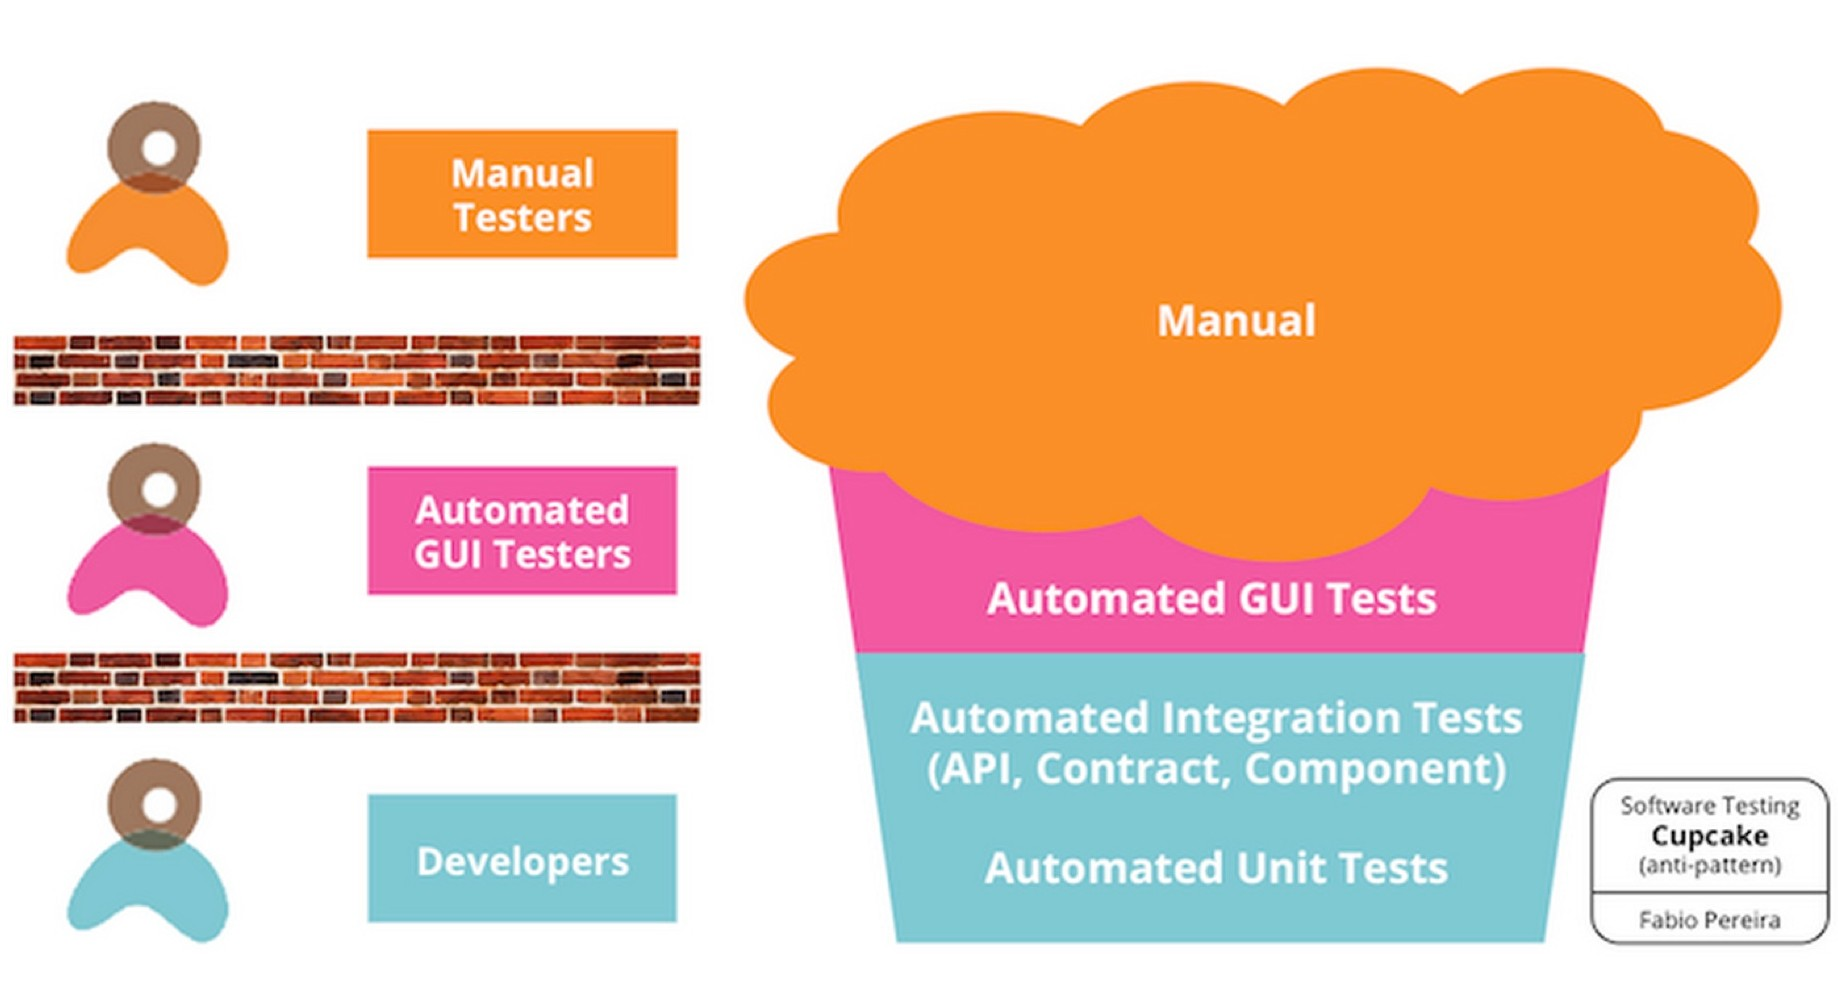 Manual
Testers
Automated
GUI Testers
Developers
Manual
Automated GUI Tests
Automated Integration Tests
(API, Contract, Component)
Automated Unit Tests
Software Testing
Cupcake
(anti-pattern)
Fabio Pereira